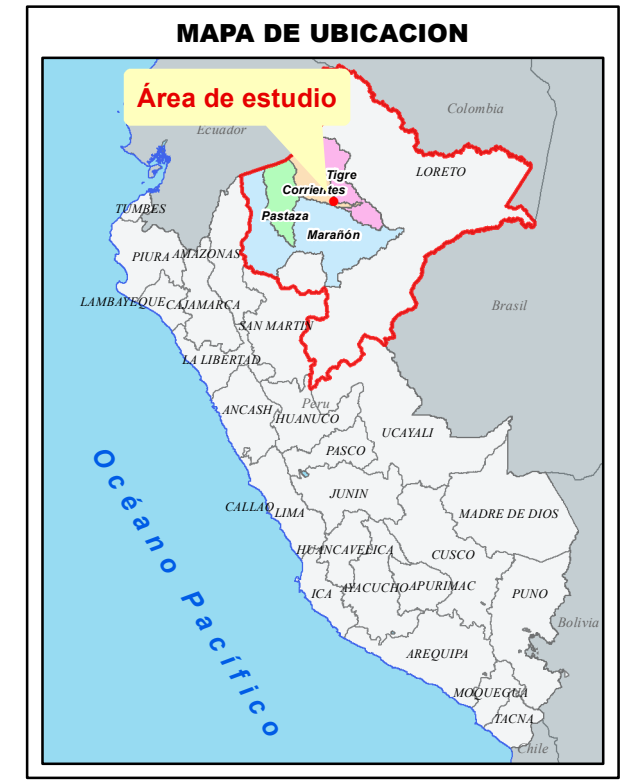 MAPA DE UBICACION
Área de estudio
Colombia
Ecuador
LORETO
Tigre
Corrientes
TUMBES
Pastaza
Marañón
PIURA
AMAZONAS
Brasil
LAMBAYEQUE
CAJAMARCA
SAN MARTIN
LA LIBERTAD
Peru
ANCASH
HUANUCO
UCAYALI
PASCO
JUNIN
CALLAO
LIMA
MADRE DE DIOS
HUANCAVELICA
CUSCO
ICA
AYACUCHO
APURIMAC
PUNO
Bolivia
AREQUIPA
MOQUEGUA
TACNA
Chile
Océano Pacífico